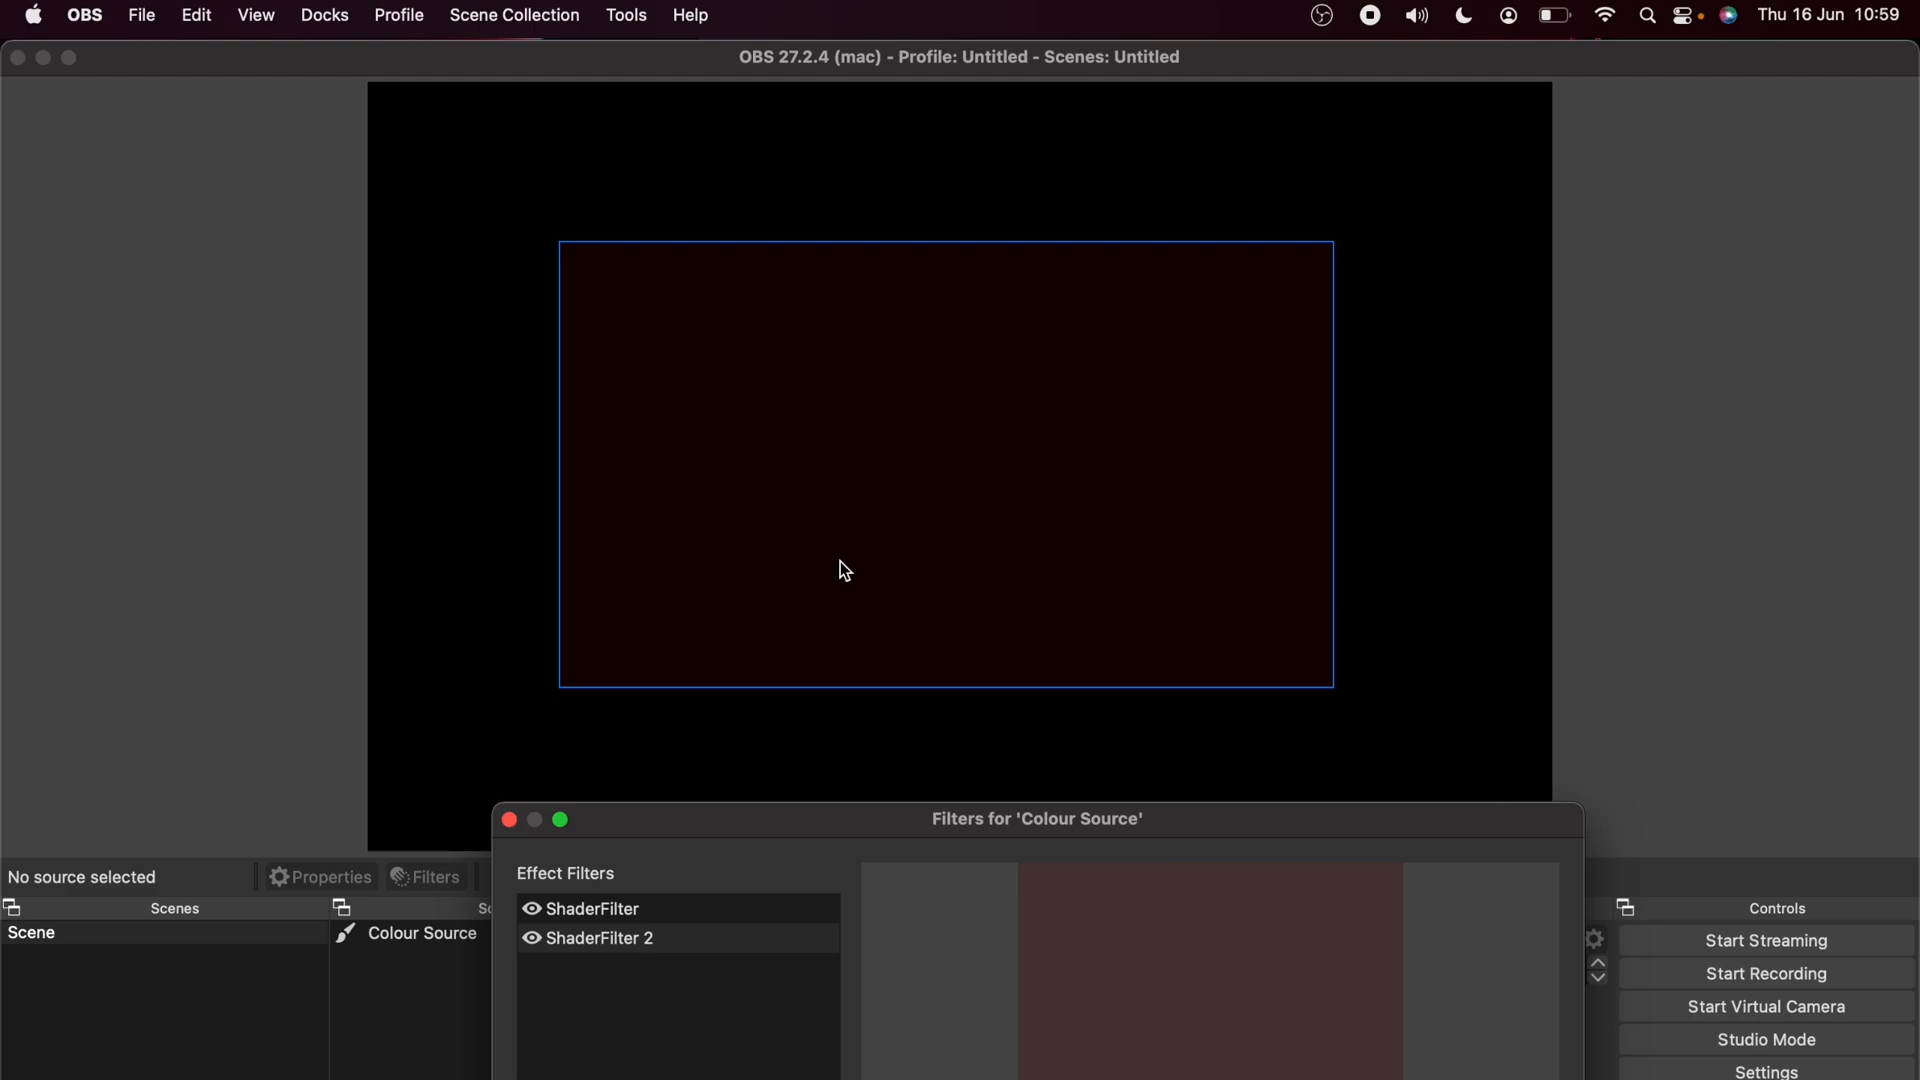 OBS File Edit View Docks Profile Scene Collection Tools Help Thu 16 Jun 10:59
OBS 27.2.4 (mac) - Profile: Untitled - Scenes: Untitled
Filters for 'Colour Source'
No source selected Properties Filters
Effect Filters
Scenes
Scene
Colour Source
ShaderFilter
ShaderFilter 2
Controls
Start Streaming
Start Recording
Start Virtual Camera
Studio Mode
Settings